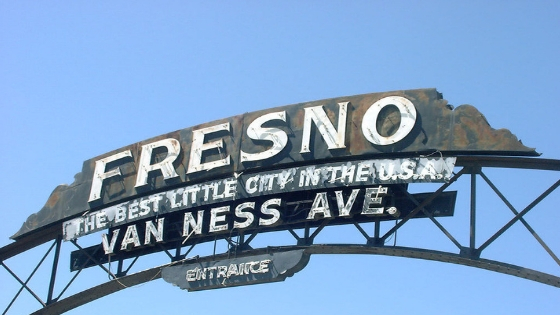 FRESNO
THE BEST LITTLE CITY IN THE U.S.A.
VAN NESS AVE.
ENTRANCE